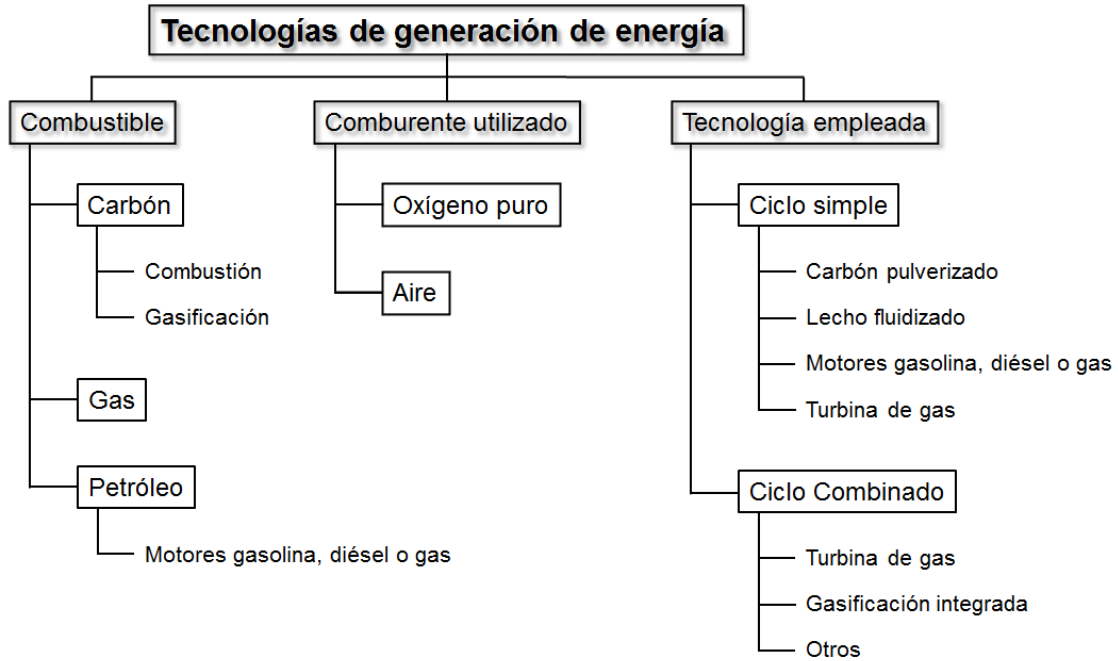 Tecnologías de generación de energía
Combustible
Carbón
Combustión
Gasificación
Gas
Petróleo
Motores gasolina, diésel o gas
Comburente utilizado
Oxígeno puro
Aire
Tecnología empleada
Ciclo simple
Carbón pulverizado
Lecho fluidizado
Motores gasolina, diésel o gas
Turbina de gas
Ciclo Combinado
Turbina de gas
Gasificación integrada
Otros